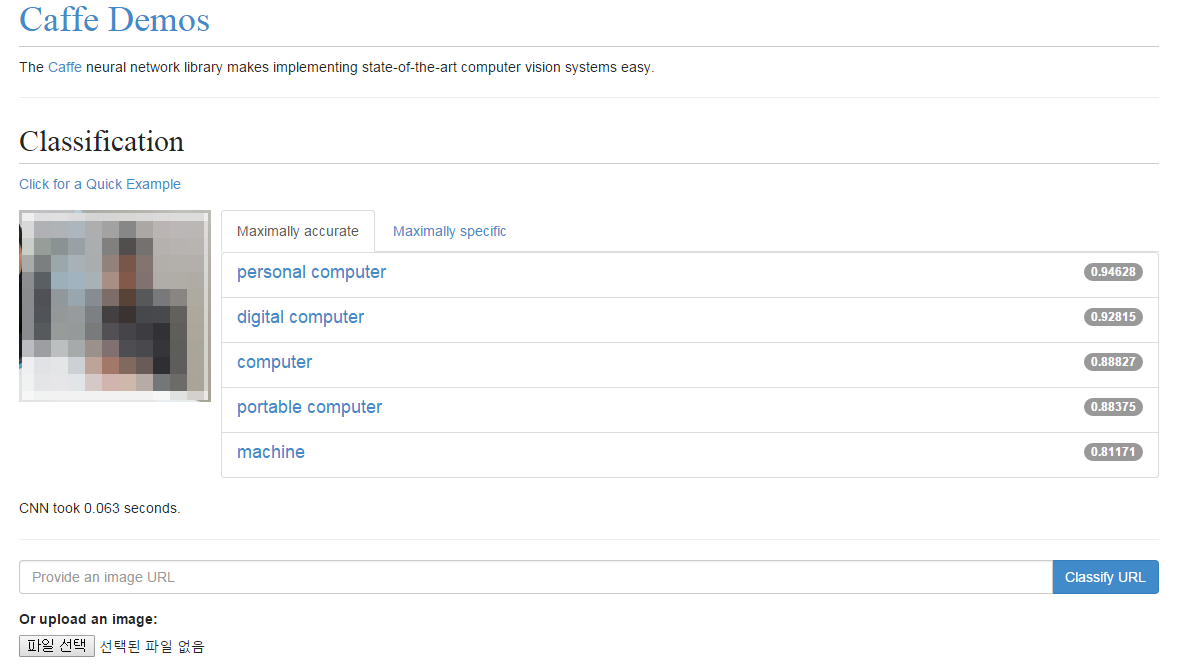 Caffe Demos
The Caffe neural network library makes implementing state-of-the-art computer vision systems easy.
Classification
Click for a Quick Example
Maximally accurate Maximally specific
personal computer 0.94628
digital computer 0.92815
computer 0.88827
portable computer 0.88375
machine 0.81171
CNN took 0.063 seconds.
Provide an image URL Classify URL
Or upload an image:
파일 선택 선택된 파일 없음